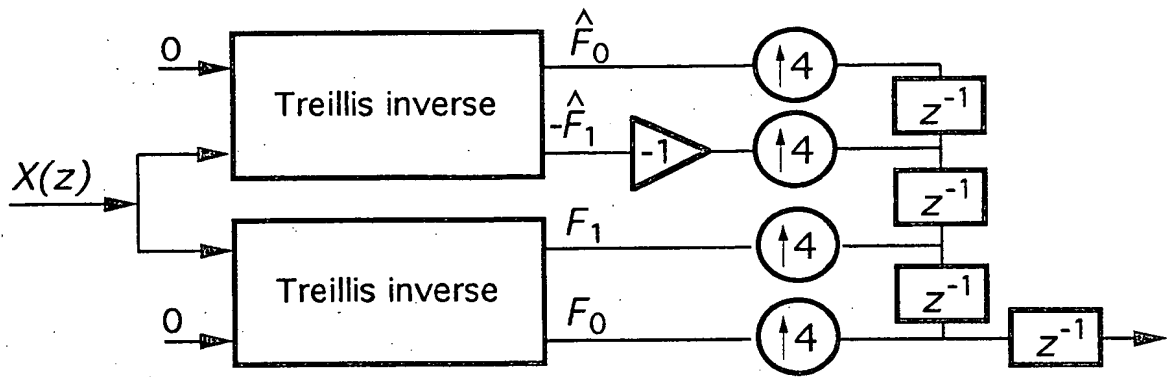 0
Treillis inverse
F̂₀
↑4
z⁻¹
-F̂₁
-1
↑4
X(z)
z⁻¹
F₁
↑4
Treillis inverse
z⁻¹
0
F₀
↑4
z⁻¹